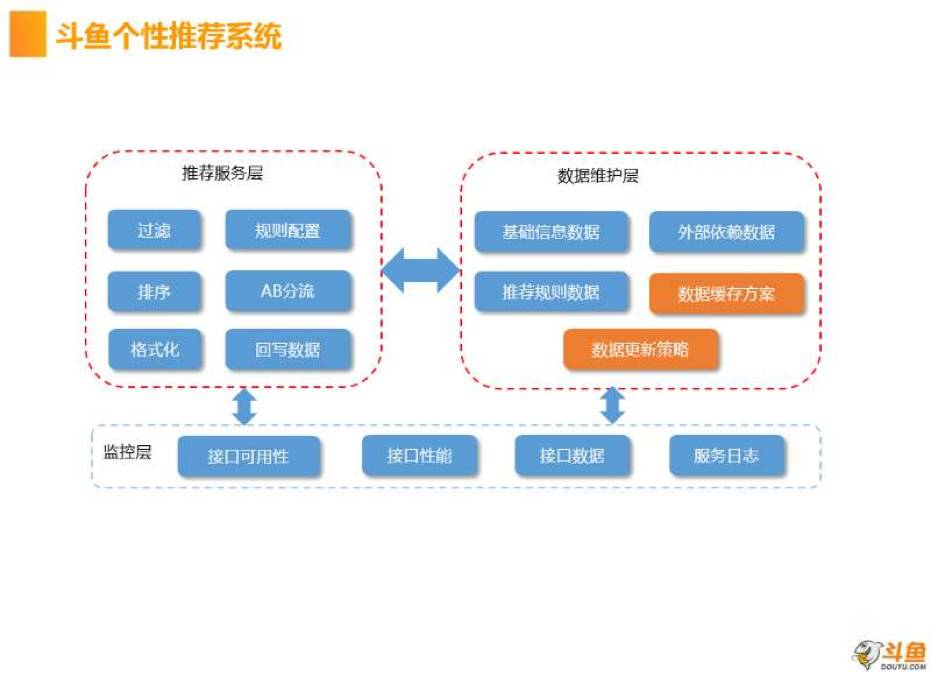 斗鱼个性推荐系统
推荐服务层
过滤
规则配置
排序
AB分流
格式化
回写数据
数据维护层
基础信息数据
外部依赖数据
推荐规则数据
数据缓存方案
数据更新策略
监控层
接口可用性
接口性能
接口数据
服务日志
斗鱼
DOUYU.COM